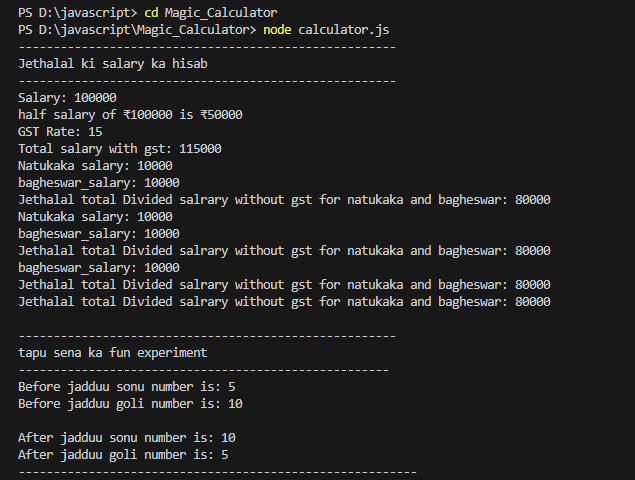 PS D:\javascript> cd Magic_Calculator
PS D:\javascript\Magic_Calculator> node calculator.js
------------------------------------------------------
Jethalal ki salary ka hisab
------------------------------------------------------
Salary: 100000
half salary of ₹100000 is ₹50000
GST Rate: 15
Total salary with gst: 115000
Natukaka salary: 10000
bagheswar_salary: 10000
Jethalal total Divided salrary without gst for natukaka and bagheswar: 80000
Natukaka salary: 10000
bagheswar_salary: 10000
Jethalal total Divided salrary without gst for natukaka and bagheswar: 80000
bagheswar_salary: 10000
Jethalal total Divided salrary without gst for natukaka and bagheswar: 80000
Jethalal total Divided salrary without gst for natukaka and bagheswar: 80000
------------------------------------------------------
tapu sena ka fun experiment
-----------------------------------------------------
Before jadduu sonu number is: 5
Before jadduu goli number is: 10
After jadduu sonu number is: 10
After jadduu goli number is: 5
---------------------------------------------------------